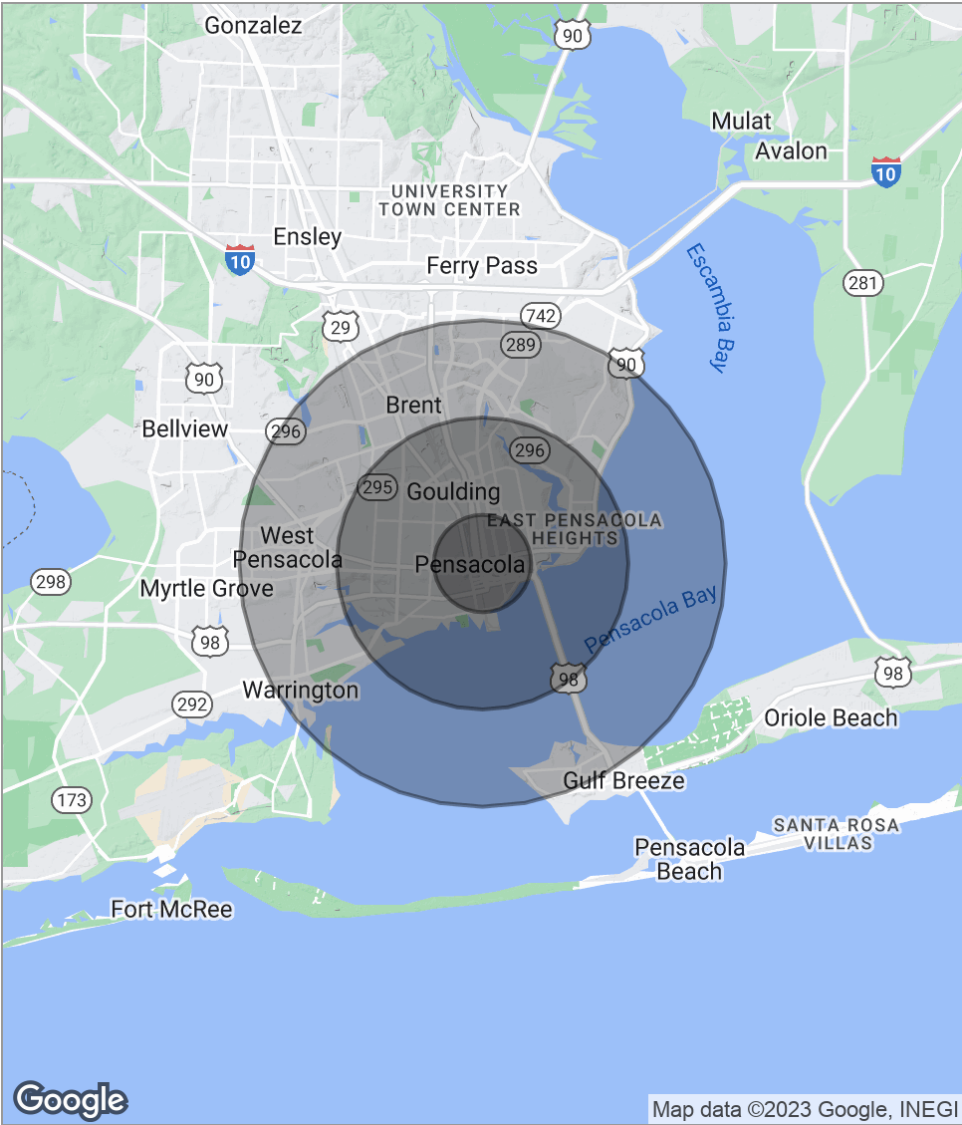 Gonzalez
90
Mulat
Avalon
10
UNIVERSITY
TOWN CENTER
Ensley
10
Ferry Pass
Escambia Bay
281
742
29
289
90
90
Brent
Bellview
296
296
295
Goulding
EAST PENSACOLA
HEIGHTS
West
Pensacola
Pensacola
298
Myrtle Grove
Pensacola Bay
98
98
98
Warrington
292
Oriole Beach
Gulf Breeze
173
SANTA ROSA
VILLAS
Pensacola
Beach
Fort McRee
Google
Map data ©2023 Google, INEGI